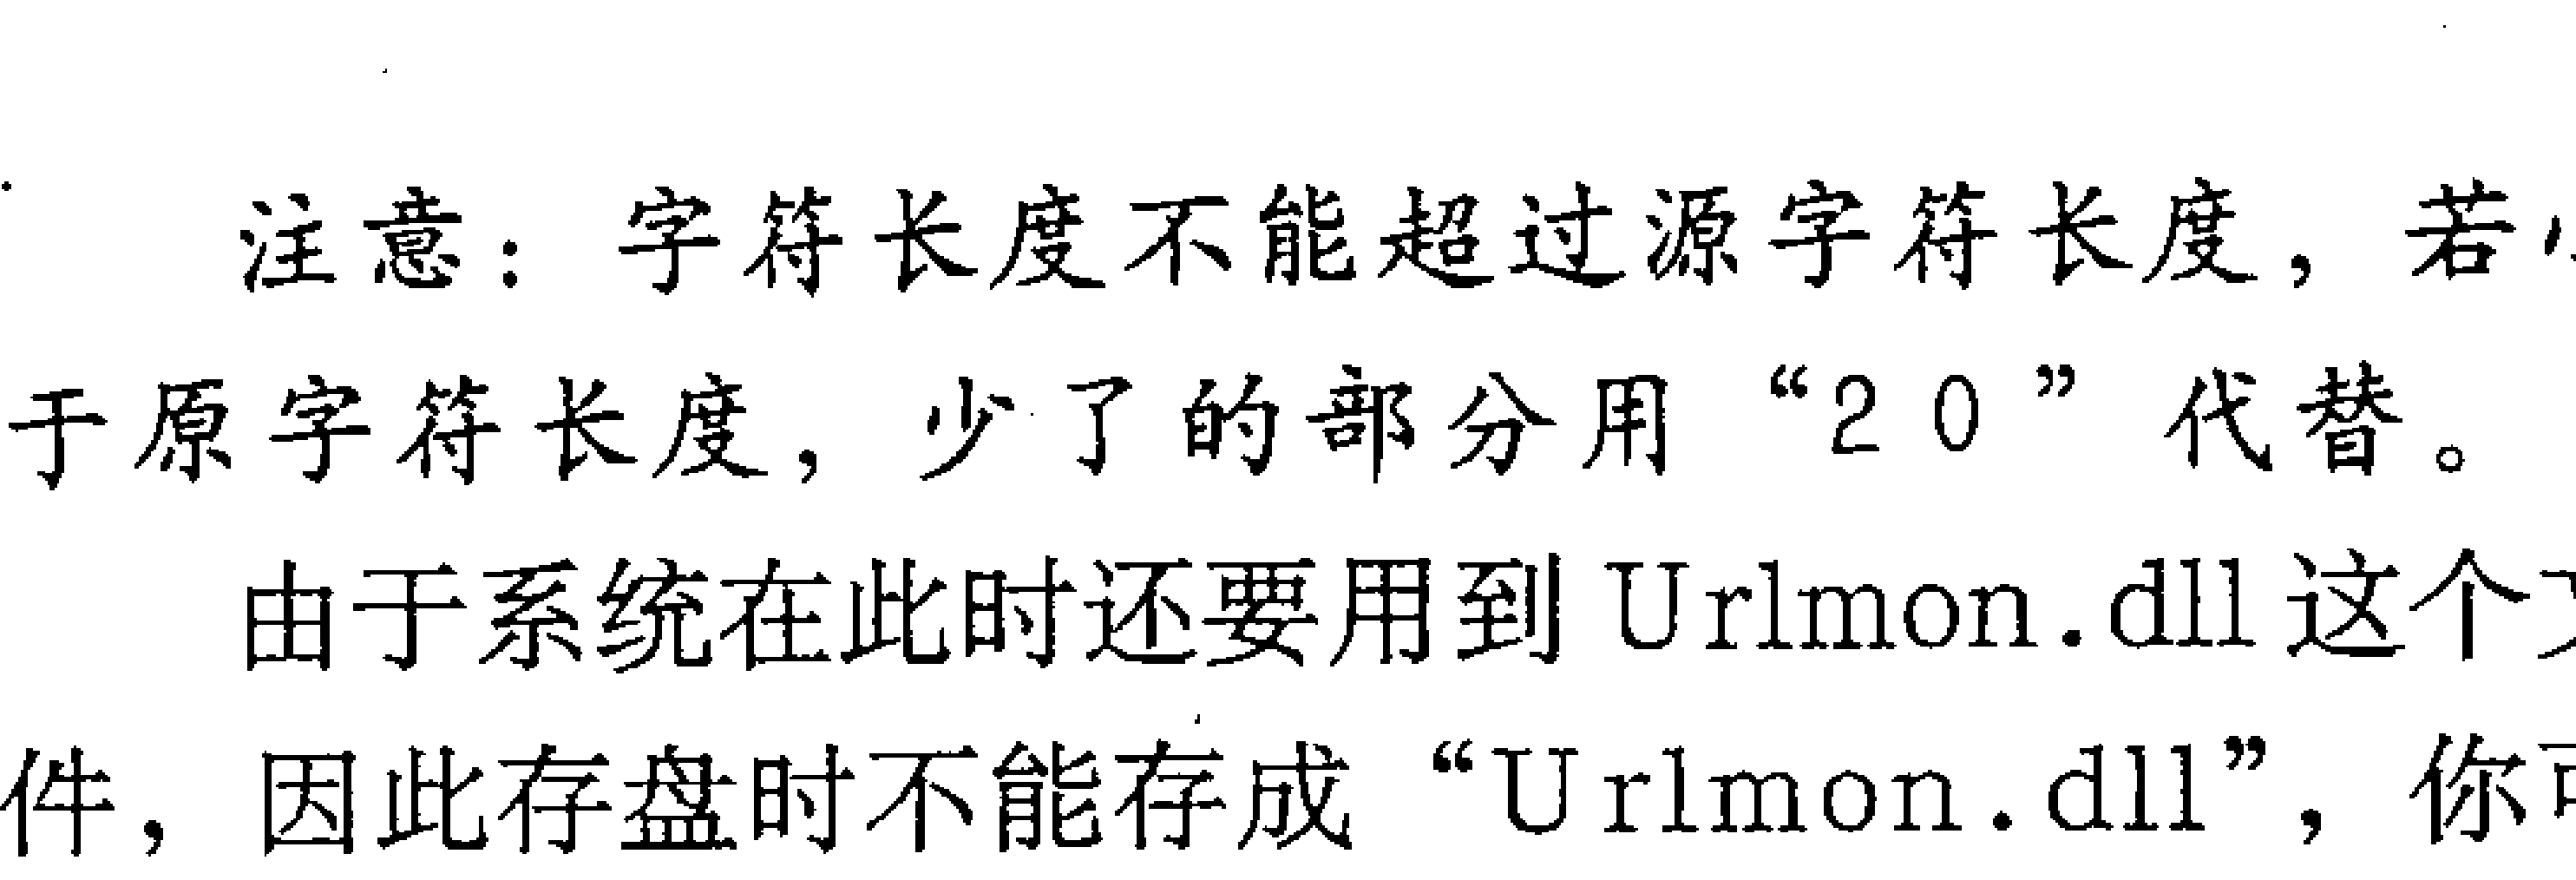 注意：字符长度不能超过源字符长度，若小
于原字符长度，少了的部分用“20”代替。
由于系统在此时还要用到 Urlmon.dll 这个文
件，因此存盘时不能存成“Urlmon.dll”，你可